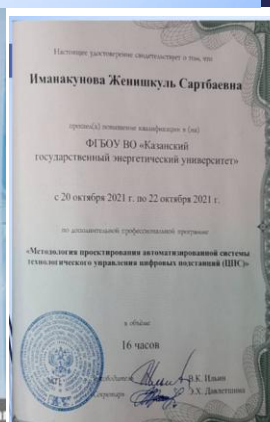 Настоящее удостоверение свидетельствует о том, что
Иманакунова Женишкуль Сартбаевна
прошел(а) повышение квалификации в (на)
ФГБОУ ВО «Казанский
государственный энергетический университет»
с 20 октября 2021 г. по 22 октября 2021 г.
по дополнительной профессиональной программе
«Методология проектирования автоматизированной системы
технологического управления цифровых подстанций (ЦПС)»
в объёме
16 часов
Руководитель В.К. Ильин
Секретарь Э.Х. Давлетшина